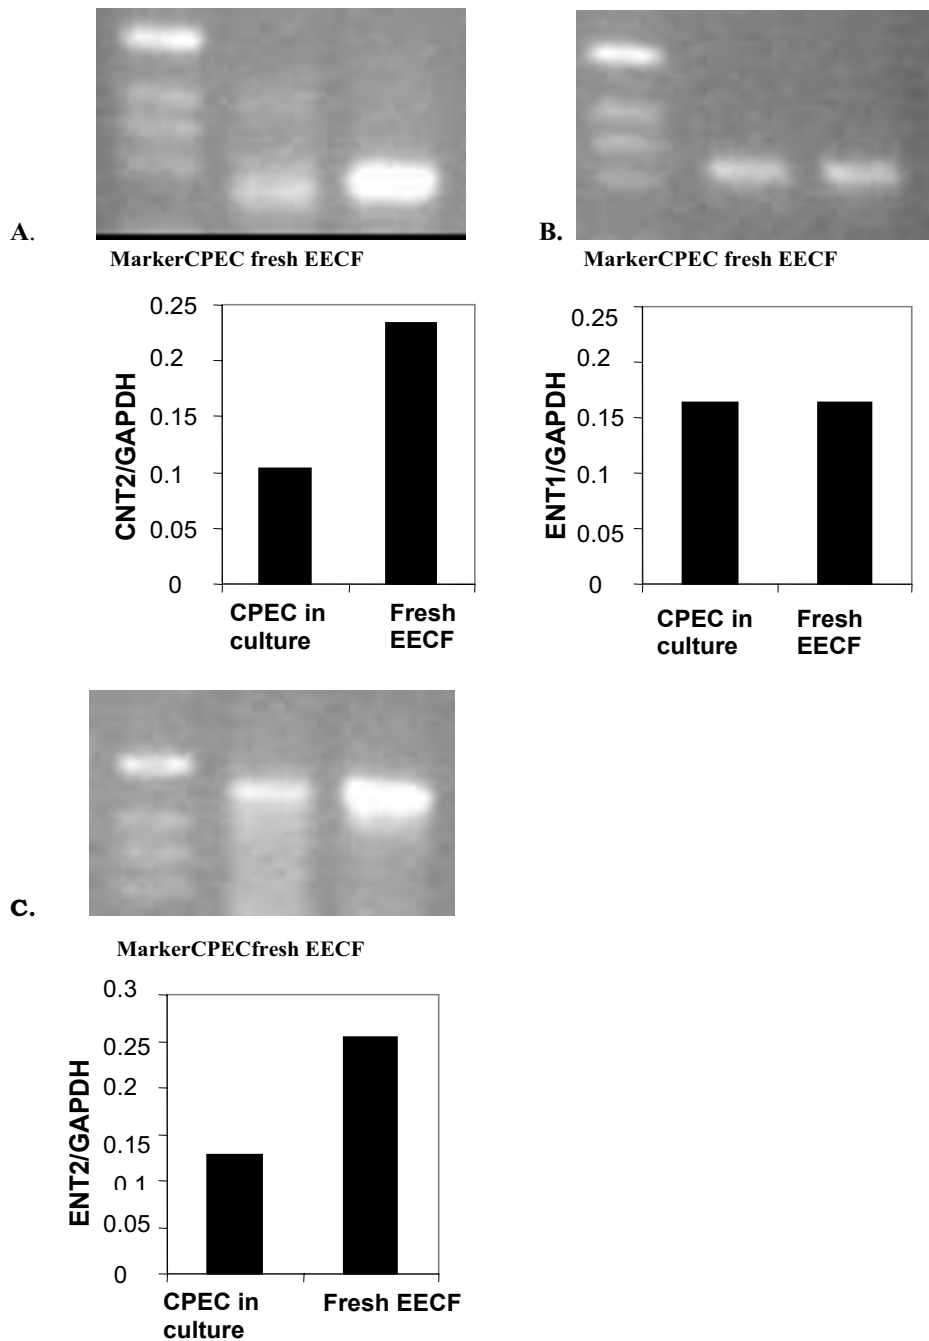 A.
MarkerCPEC fresh EECF
CNT2/GAPDH
0.25
0.2
0.15
0.1
0.05
0
CPEC in
culture
Fresh
EECF
B.
MarkerCPEC fresh EECF
ENT1/GAPDH
0.25
0.2
0.15
0.1
0.05
0
CPEC in
culture
Fresh
EECF
C.
MarkerCPECfresh EECF
ENT2/GAPDH
0.3
0.25
0.2
0.15
0.1
0.05
0
CPEC in
culture
Fresh EECF